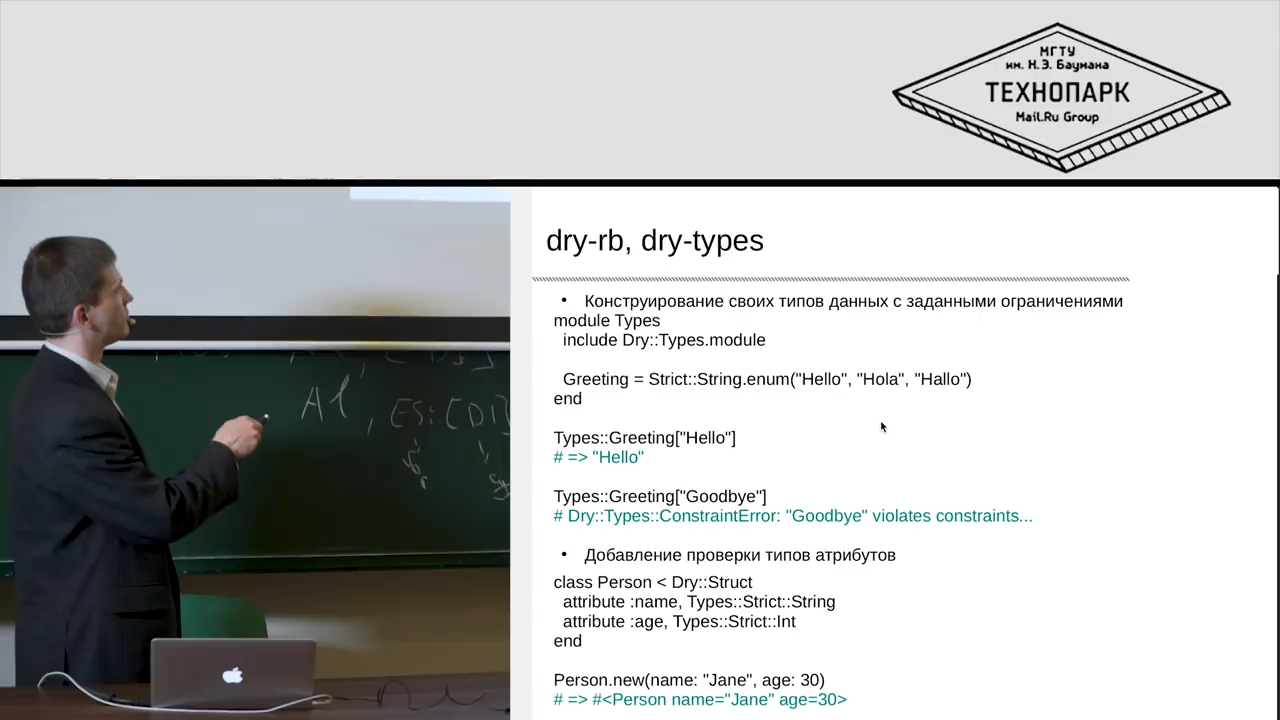 МГТУ
им. Н.Э. Баумана
ТЕХНОПАРК
Mail.Ru Group
dry-rb, dry-types
• Конструирование своих типов данных с заданными ограничениями
module Types
include Dry::Types.module
Greeting = Strict::String.enum("Hello", "Hola", "Hallo")
end
Types::Greeting["Hello"]
# => "Hello"
Types::Greeting["Goodbye"]
# Dry::Types::ConstraintError: "Goodbye" violates constraints...
• Добавление проверки типов атрибутов
class Person < Dry::Struct
attribute :name, Types::Strict::String
attribute :age, Types::Strict::Int
end
Person.new(name: "Jane", age: 30)
# => #<Person name="Jane" age=30>